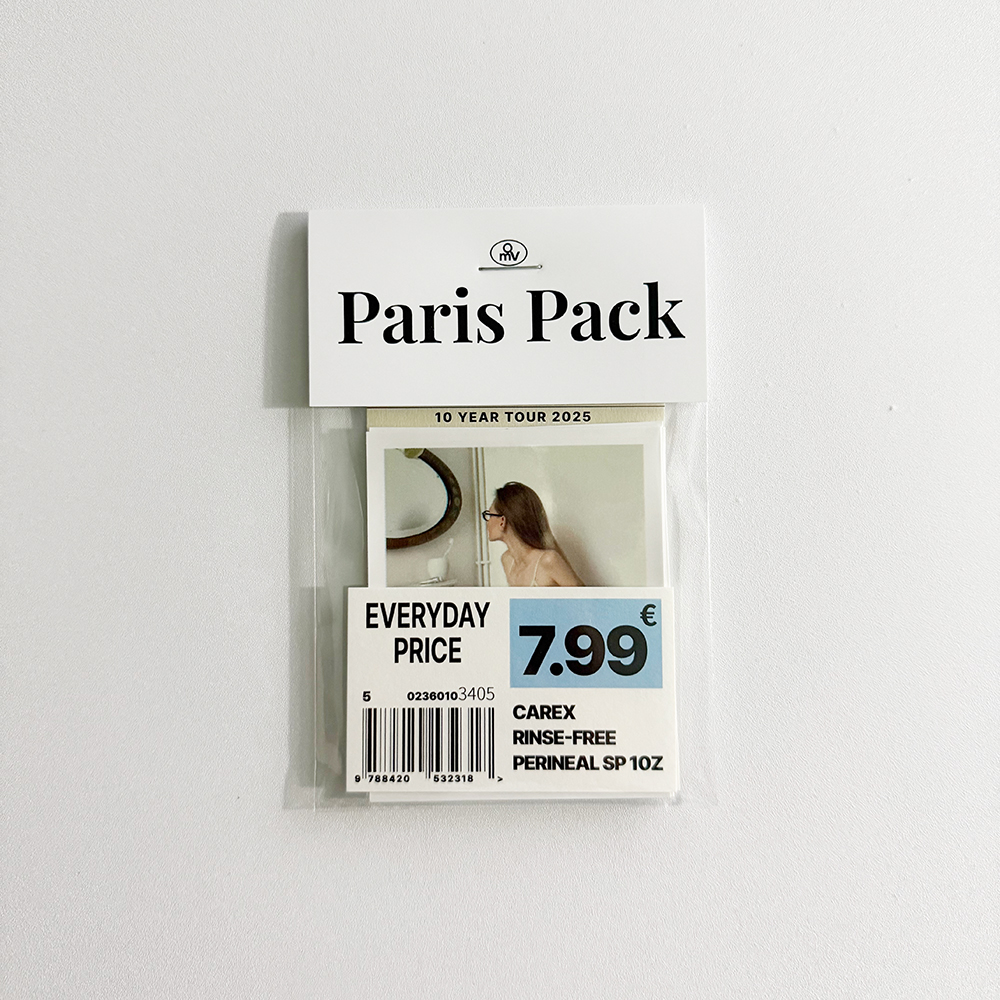 omv
Paris Pack
10 YEAR TOUR 2025
EVERYDAY
PRICE
7.99€
5 02360103405
9 788420 532318 >
CAREX
RINSE-FREE
PERINEAL SP 10Z